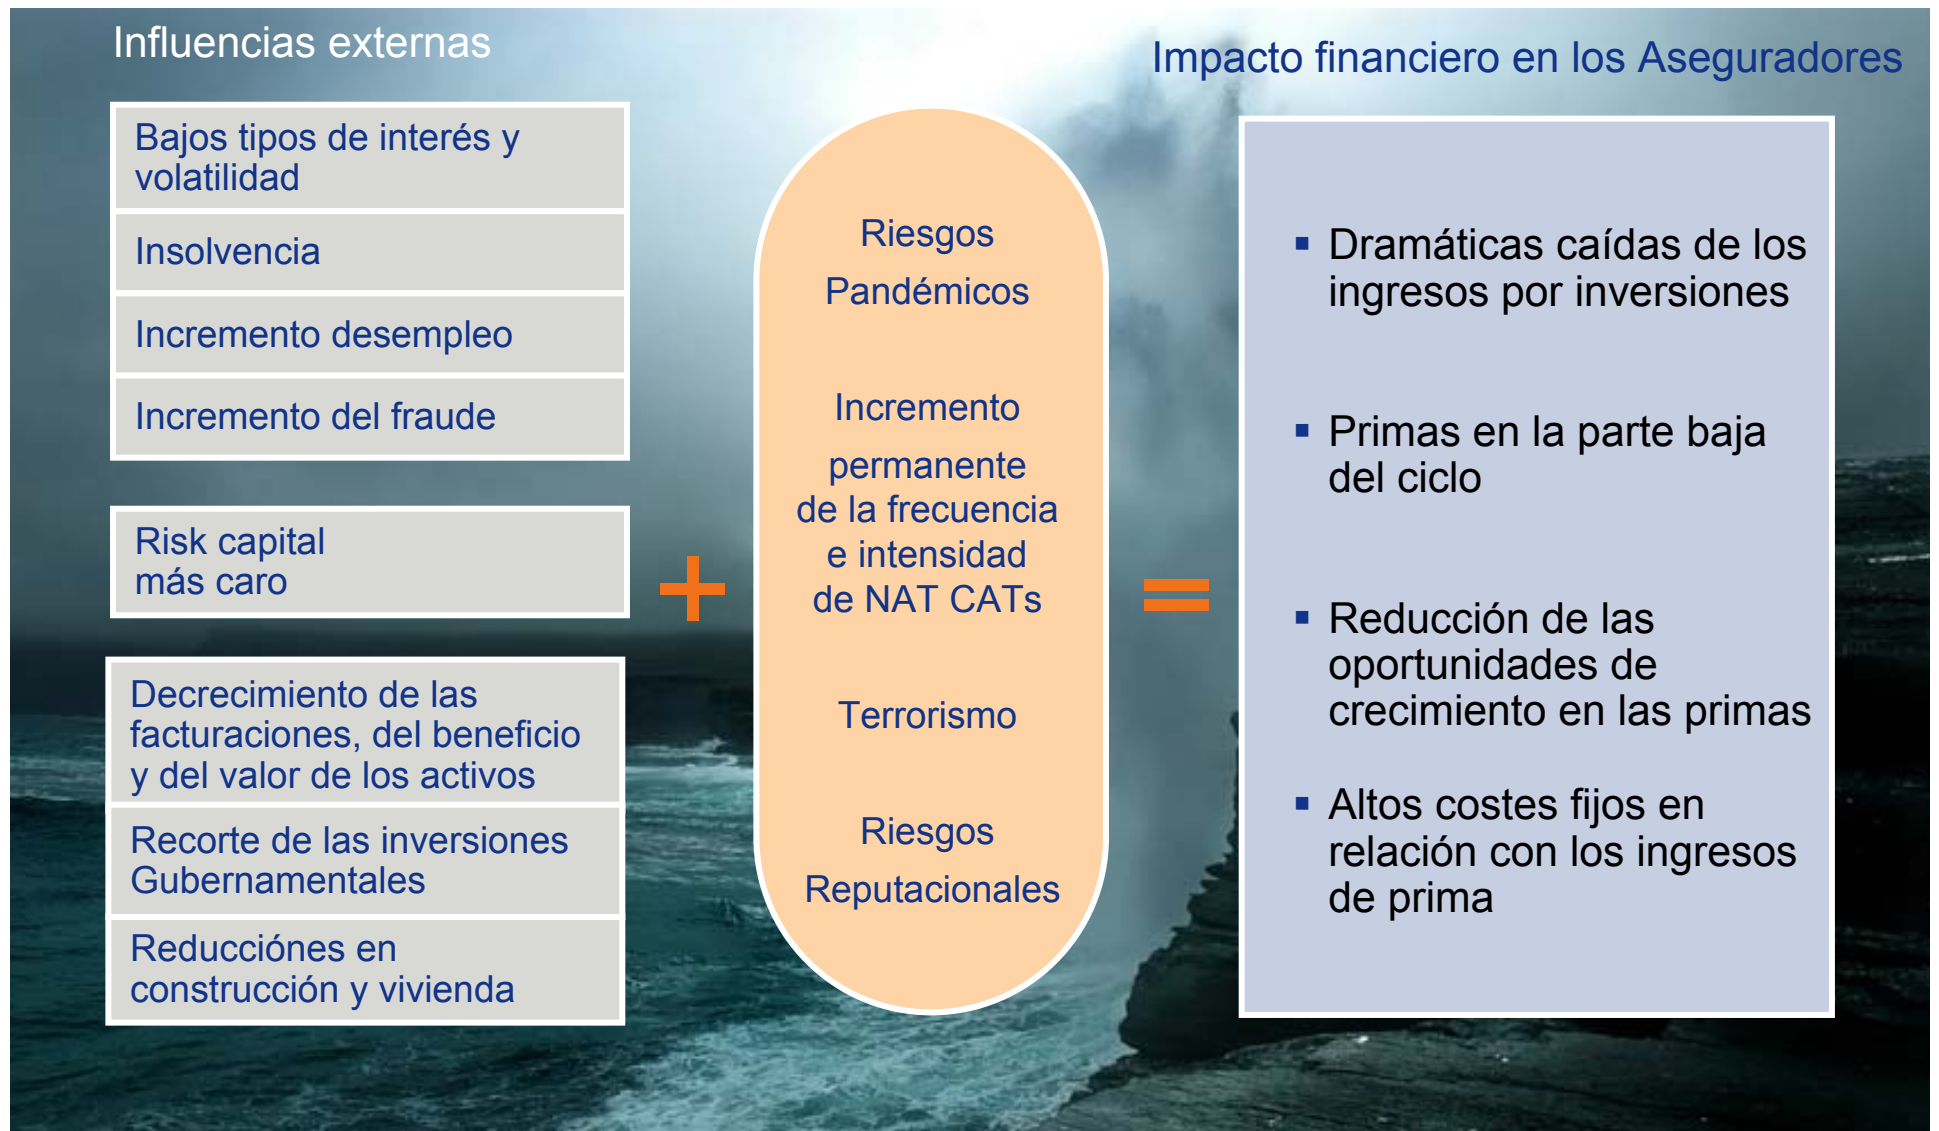 Influencias externas
Bajos tipos de interés y
volatilidad
Insolvencia
Incremento desempleo
Incremento del fraude
Risk capital
más caro
Decrecimiento de las
facturaciones, del beneficio
y del valor de los activos
Recorte de las inversiones
Gubernamentales
Reducciónes en
construcción y vivienda
+
Riesgos
Pandémicos
Incremento
permanente
de la frecuencia
e intensidad
de NAT CATs
Terrorismo
Riesgos
Reputacionales
=
Impacto financiero en los Aseguradores
▪ Dramáticas caídas de los
ingresos por inversiones
▪ Primas en la parte baja
del ciclo
▪ Reducción de las
oportunidades de
crecimiento en las primas
▪ Altos costes fijos en
relación con los ingresos
de prima